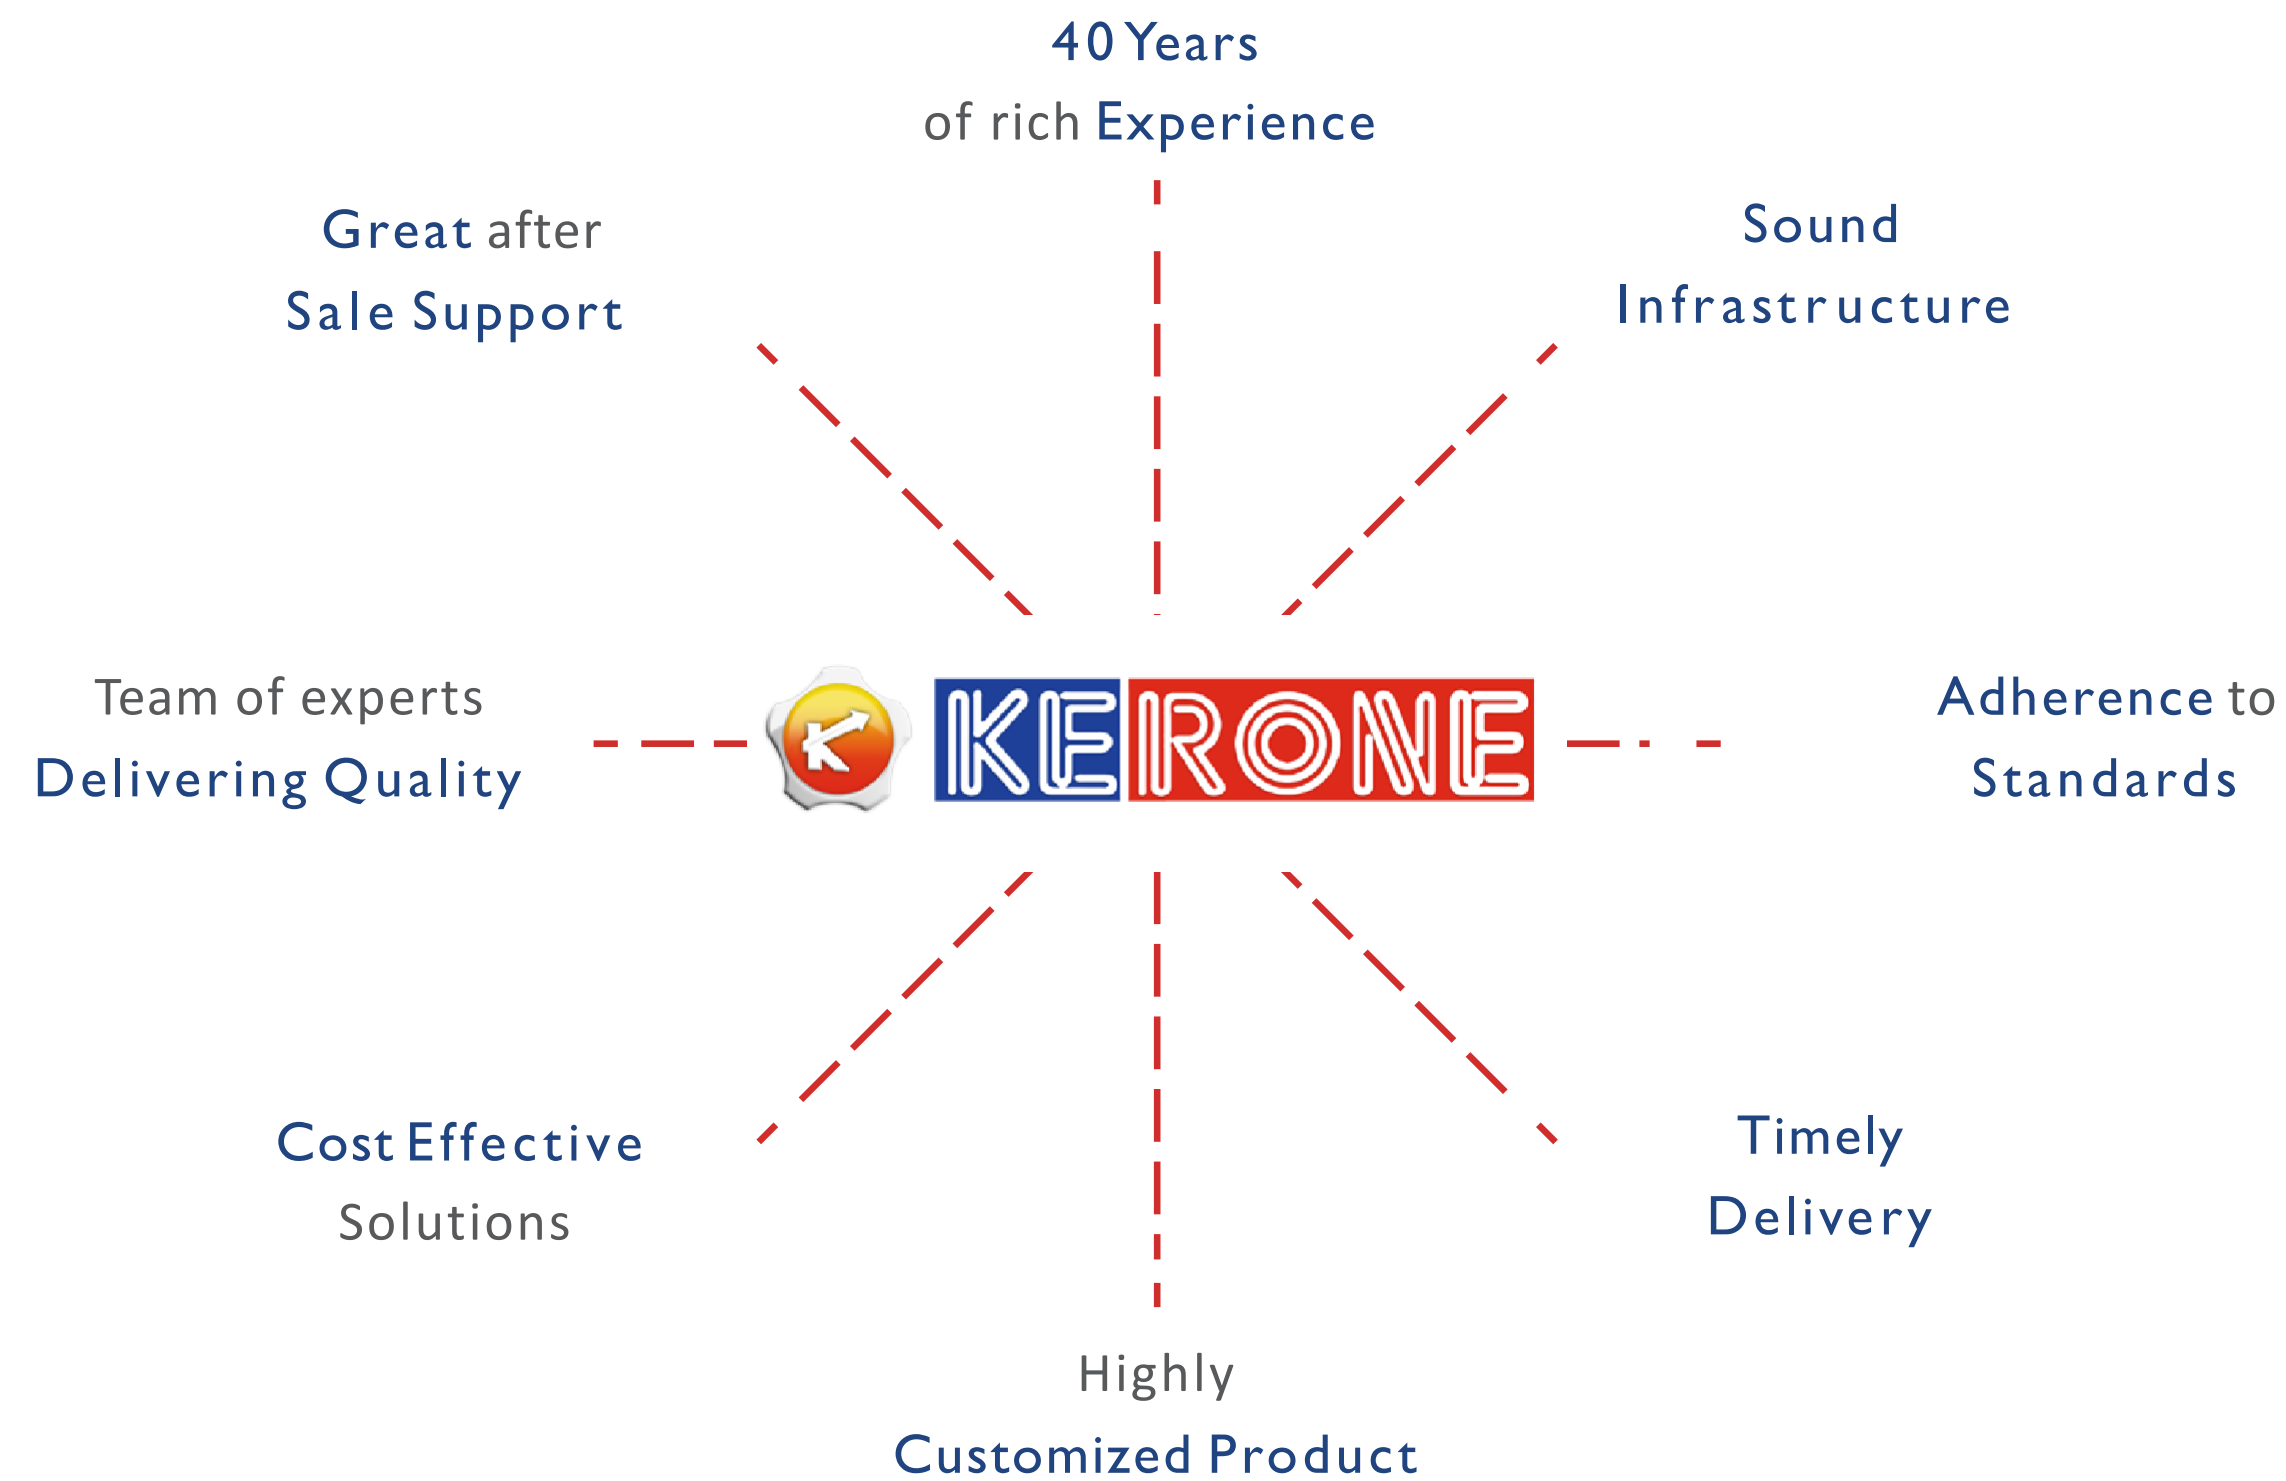 40 Years
of rich Experience
Great after
Sale Support
Sound
Infrastructure
Team of experts
Delivering Quality
K
KERONE
Adherence to
Standards
Cost Effective
Solutions
Timely
Delivery
Highly
Customized Product